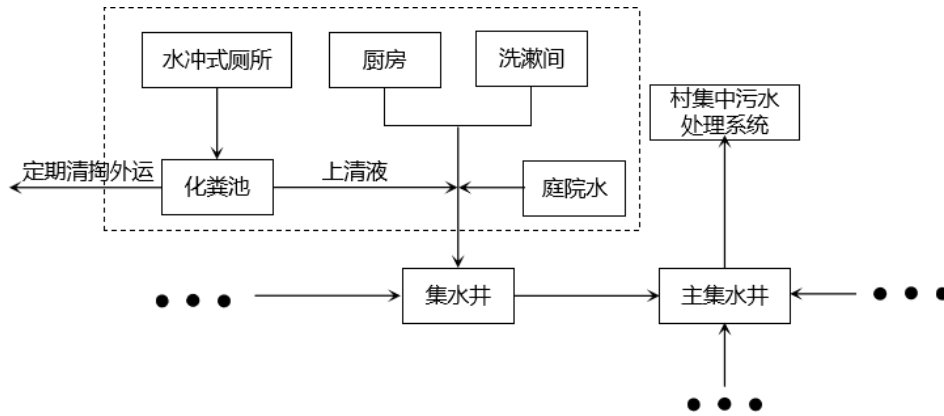 水冲式厕所
厨房
洗漱间
村集中污水
处理系统
定期清掏外运
化粪池
上清液
庭院水
集水井
主集水井